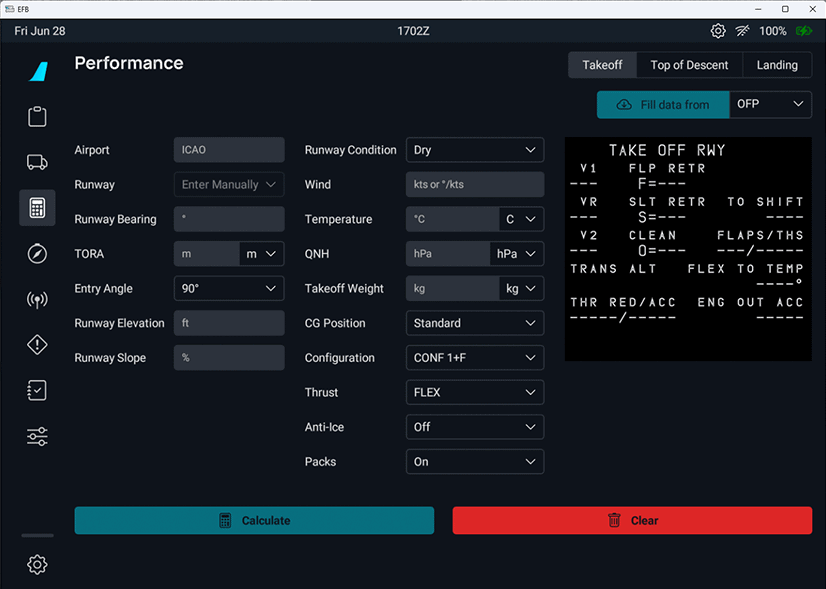 EFB
Fri Jun 28
1702Z
100%
Performance
Takeoff
Top of Descent
Landing
Fill data from
OFP
Airport
ICAO
Runway
Enter Manually
Runway Bearing
°
TORA
m
m
Entry Angle
90°
Runway Elevation
ft
Runway Slope
%
Runway Condition
Dry
Wind
kts or °/kts
Temperature
°C
C
QNH
hPa
hPa
Takeoff Weight
kg
kg
CG Position
Standard
Configuration
CONF 1+F
Thrust
FLEX
Anti-Ice
Off
Packs
On
TAKE OFF RWY
V1 FLP RETR
--- F=---
VR SLT RETR TO SHIFT
--- S=--- ----
V2 CLEAN FLAPS/THS
--- O=--- ---/-----
TRANS ALT FLEX TO TEMP
----°
THR RED/ACC ENG OUT ACC
-----/----- -----
Calculate
Clear